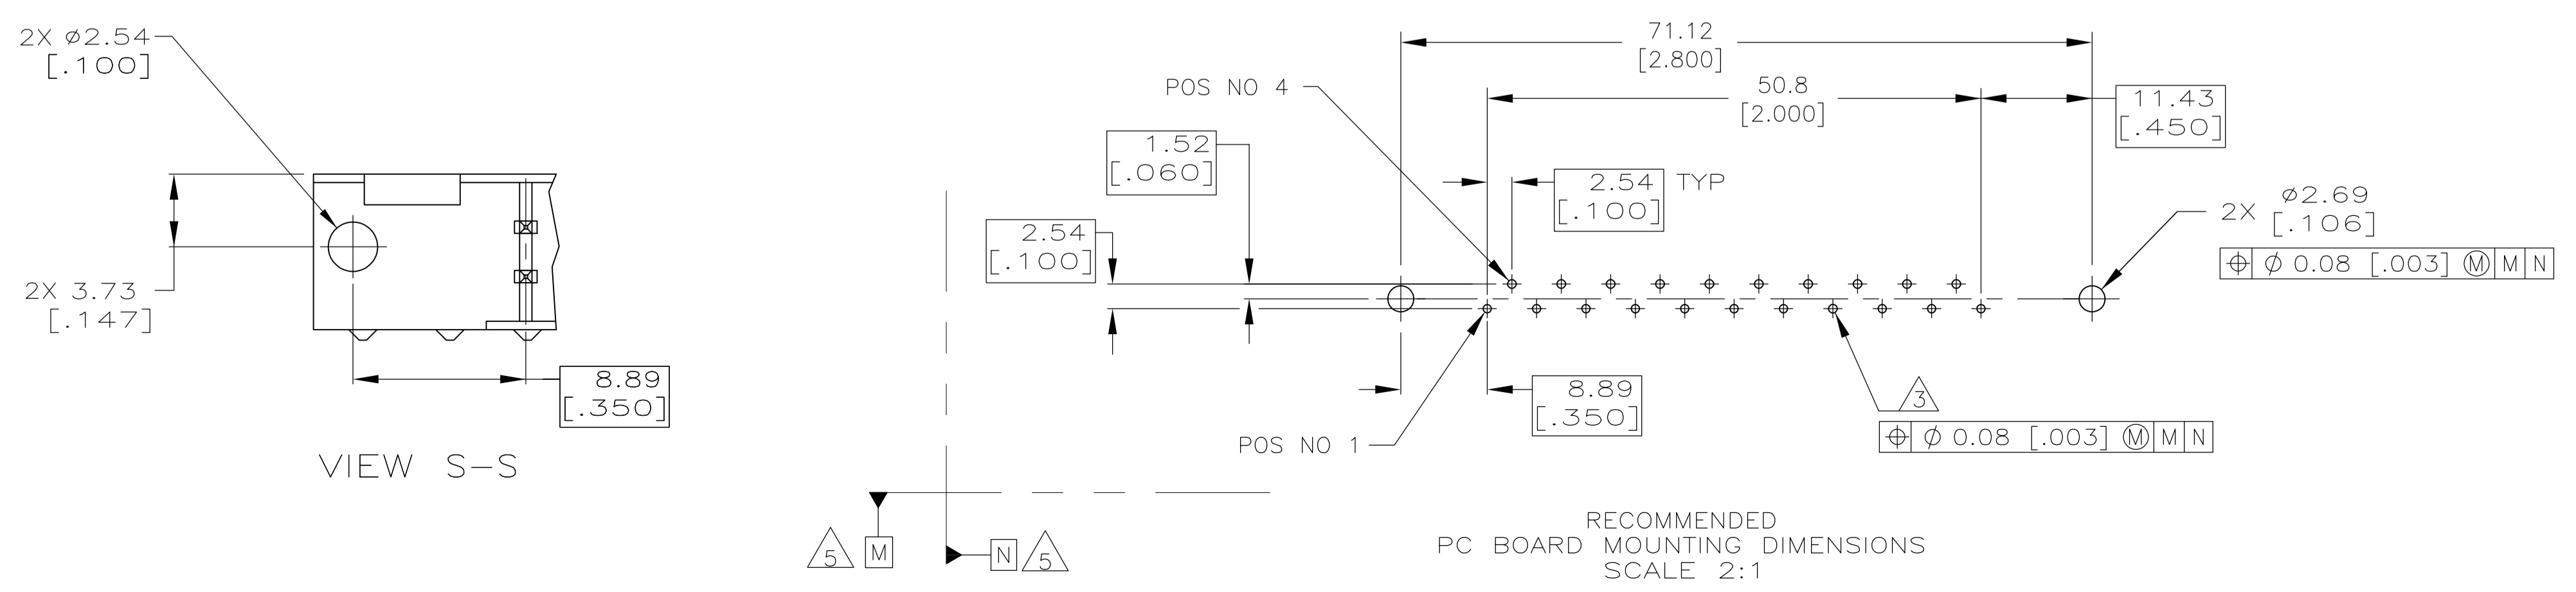 2X ⌀2.54
[.100]
2X 3.73
[.147]
8.89
[.350]
VIEW S-S
71.12
[2.800]
POS NO 4
50.8
[2.000]
11.43
[.450]
1.52
[.060]
2.54 TYP
[.100]
2.54
[.100]
2X ⌀2.69
[.106]
⌖ ⌀ 0.08 [.003] Ⓜ M N
8.89
[.350]
3
⌖ ⌀ 0.08 [.003] Ⓜ M N
POS NO 1
5 M
N 5
RECOMMENDED
PC BOARD MOUNTING DIMENSIONS
SCALE 2:1